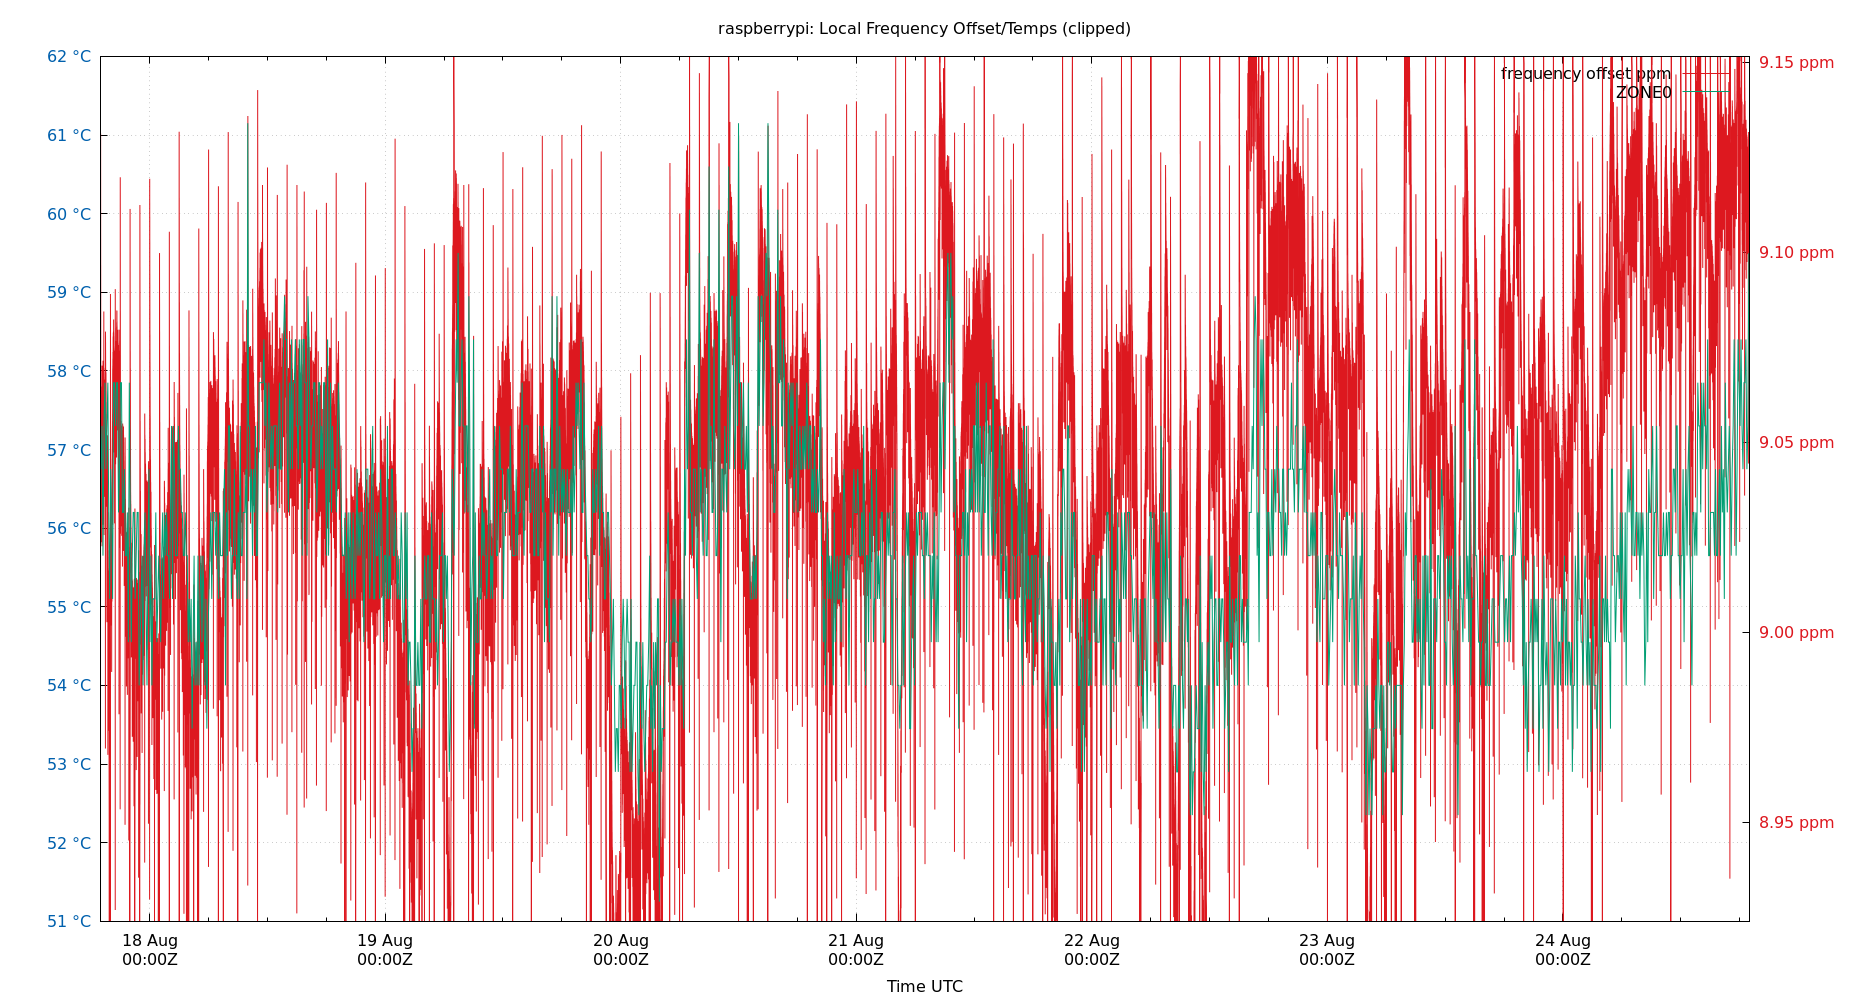 raspberrypi: Local Frequency Offset/Temps (clipped)
62 °C
61 °C
60 °C
59 °C
58 °C
57 °C
56 °C
55 °C
54 °C
53 °C
52 °C
51 °C
9.15 ppm
9.10 ppm
9.05 ppm
9.00 ppm
8.95 ppm
frequency offset ppm
ZONE0
18 Aug
00:00Z
19 Aug
00:00Z
20 Aug
00:00Z
21 Aug
00:00Z
22 Aug
00:00Z
23 Aug
00:00Z
24 Aug
00:00Z
Time UTC